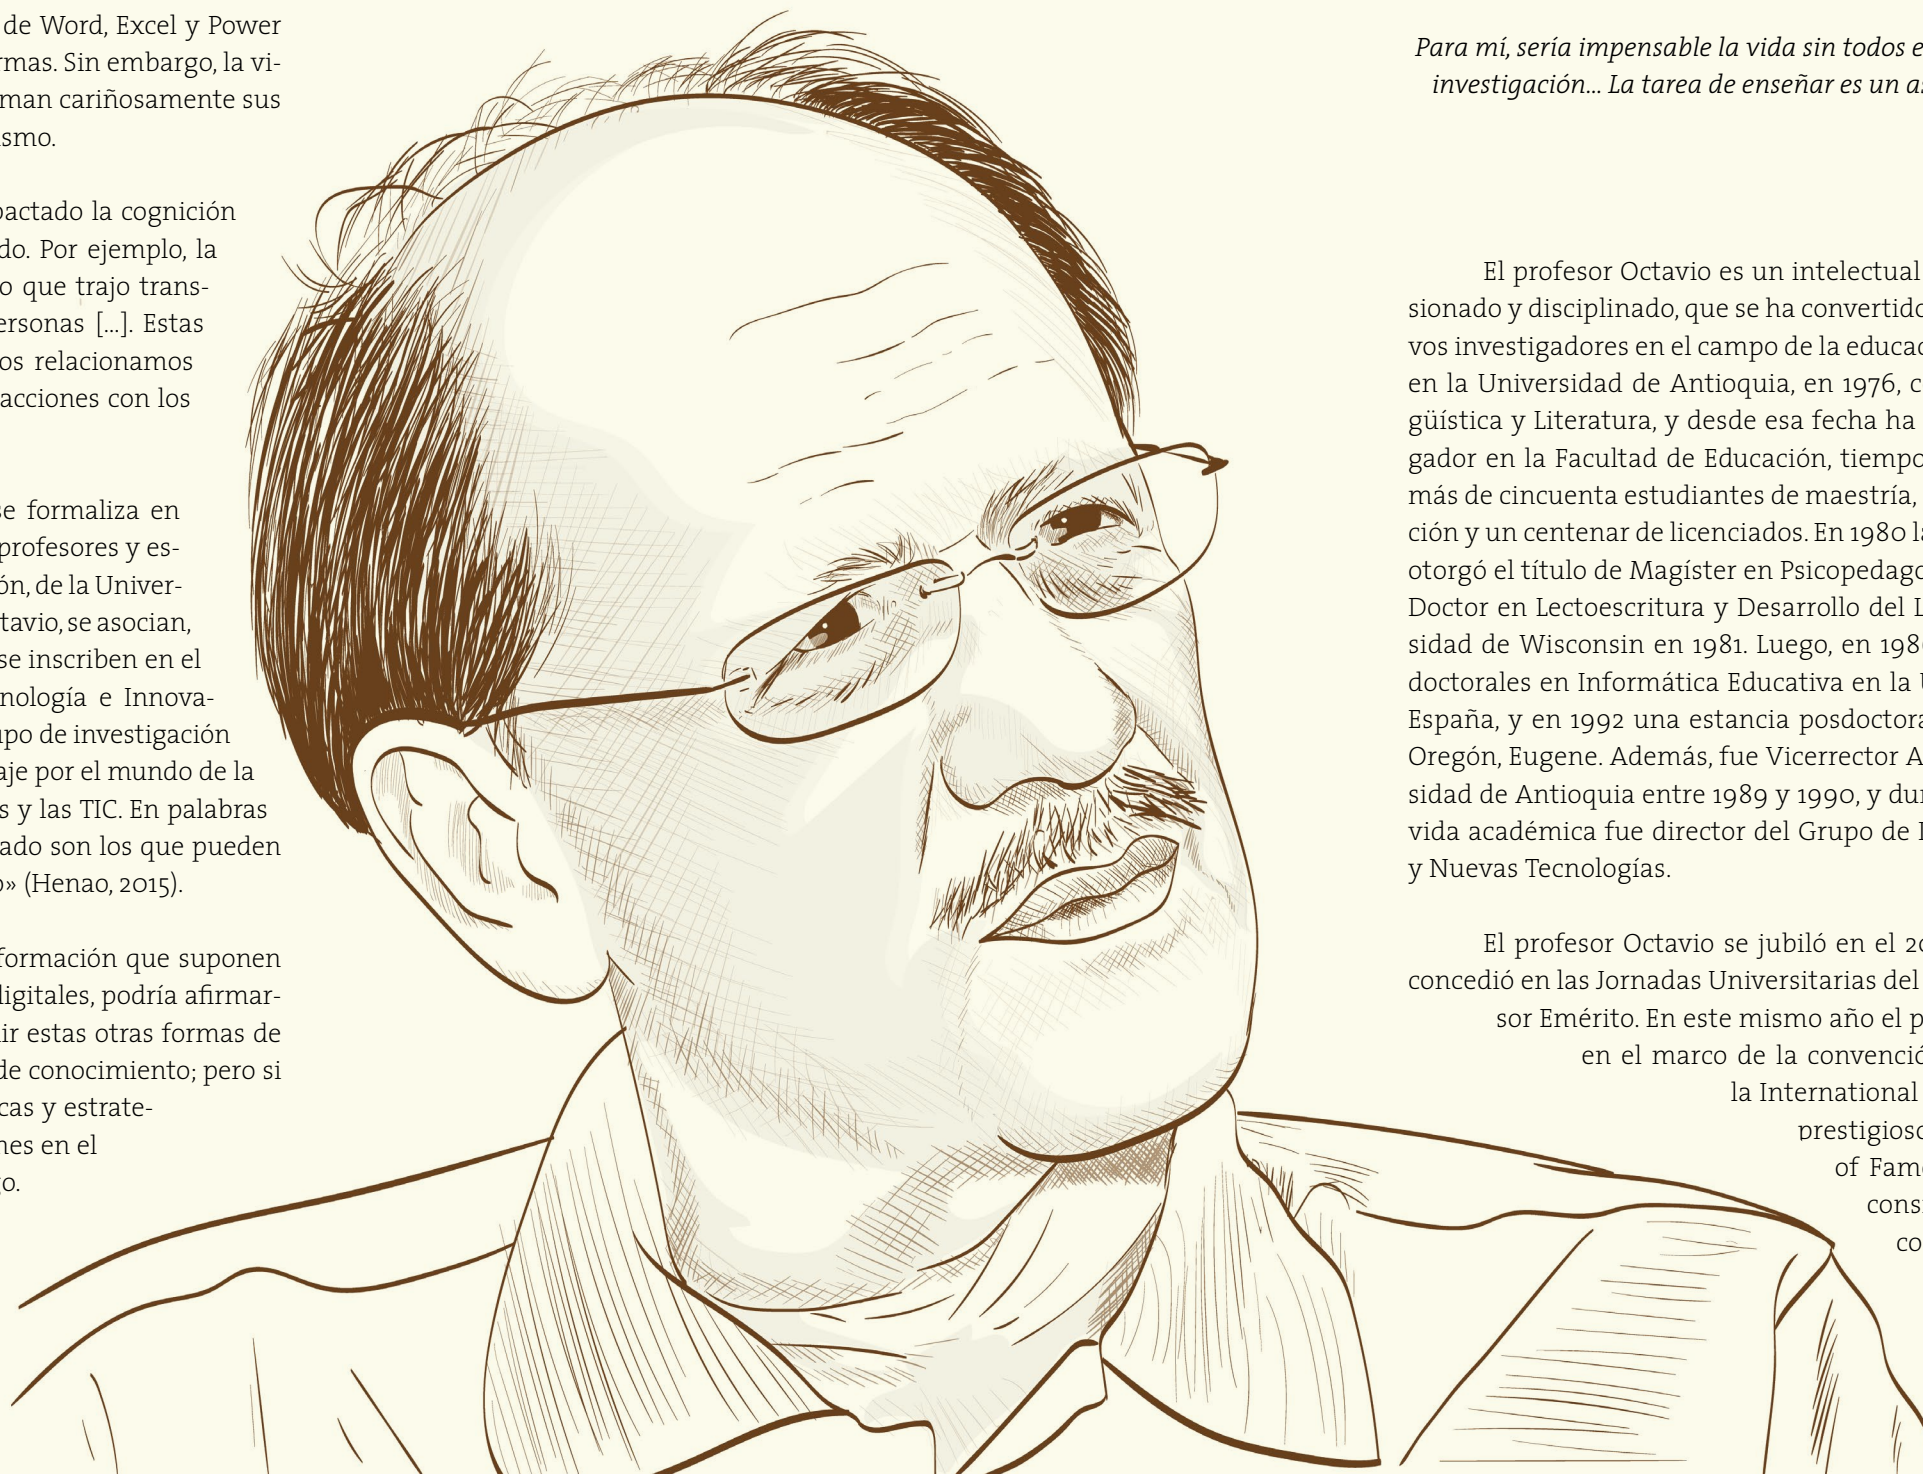 de Word, Excel y Power
rmas. Sin embargo, la vi-
man cariñosamente sus
smo.
pactado la cognición
do. Por ejemplo, la
o que trajo trans-
ersonas [...]. Estas
os relacionamos
acciones con los
se formaliza en
profesores y es-
ón, de la Univer-
tavio, se asocian,
se inscriben en el
nología e Innova-
upo de investigación
aje por el mundo de la
s y las TIC. En palabras
ado son los que pueden
o» (Henao, 2015).
formación que suponen
digitales, podría afirmar-
ir estas otras formas de
de conocimiento; pero si
cas y estrate-
nes en el
go.
Para mí, sería impensable la vida sin todos e
investigación... La tarea de enseñar es un a
El profesor Octavio es un intelectual
sionado y disciplinado, que se ha convertido
vos investigadores en el campo de la educa
en la Universidad de Antioquia, en 1976, c
güística y Literatura, y desde esa fecha ha
gador en la Facultad de Educación, tiempo
más de cincuenta estudiantes de maestría,
ción y un centenar de licenciados. En 1980 la
otorgó el título de Magíster en Psicopedago
Doctor en Lectoescritura y Desarrollo del L
sidad de Wisconsin en 1981. Luego, en 198
doctorales en Informática Educativa en la U
España, y en 1992 una estancia posdoctora
Oregón, Eugene. Además, fue Vicerrector A
sidad de Antioquia entre 1989 y 1990, y du
vida académica fue director del Grupo de I
y Nuevas Tecnologías.
El profesor Octavio se jubiló en el 20
concedió en las Jornadas Universitarias del
sor Emérito. En este mismo año el p
en el marco de la convenció
la International
prestigioso
of Fame
cons
co